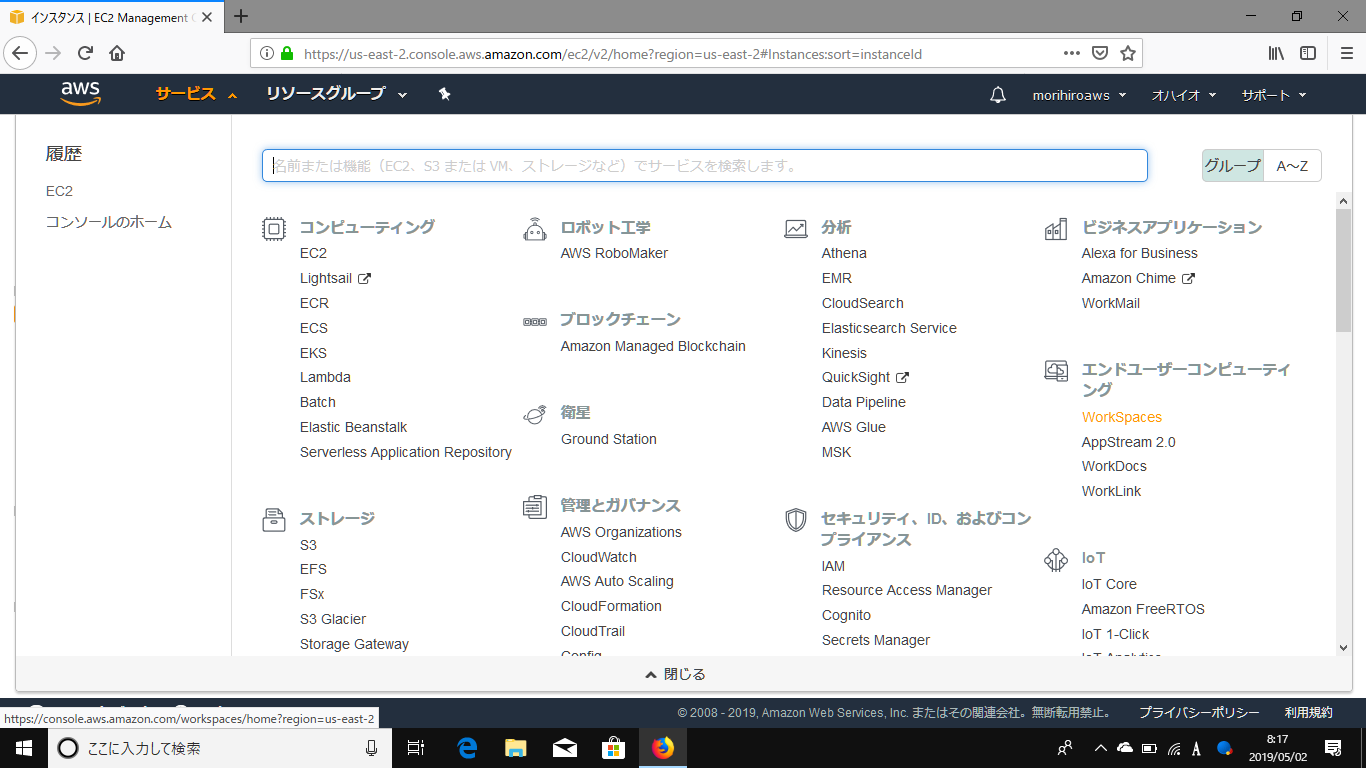 インスタンス | EC2 Management
https://us-east-2.console.aws.amazon.com/ec2/v2/home?region=us-east-2#Instances:sort=instanceId
aws
サービス
リソースグループ
morihiroaws
オハイオ
サポート
履歴
EC2
コンソールのホーム
名前または機能（EC2、S3 または VM、ストレージなど）でサービスを検索します。
グループ
A〜Z
コンピューティング
EC2
Lightsail
ECR
ECS
EKS
Lambda
Batch
Elastic Beanstalk
Serverless Application Repository
ストレージ
S3
EFS
FSx
S3 Glacier
Storage Gateway
ロボット工学
AWS RoboMaker
ブロックチェーン
Amazon Managed Blockchain
衛星
Ground Station
管理とガバナンス
AWS Organizations
CloudWatch
AWS Auto Scaling
CloudFormation
CloudTrail
Config
分析
Athena
EMR
CloudSearch
Elasticsearch Service
Kinesis
QuickSight
Data Pipeline
AWS Glue
MSK
セキュリティ、ID、およびコン
プライアンス
IAM
Resource Access Manager
Cognito
Secrets Manager
ビジネスアプリケーション
Alexa for Business
Amazon Chime
WorkMail
エンドユーザーコンピューティ
ング
WorkSpaces
AppStream 2.0
WorkDocs
WorkLink
IoT
IoT Core
Amazon FreeRTOS
IoT 1-Click
IoT Analytics
閉じる
https://console.aws.amazon.com/workspaces/home?region=us-east-2
© 2008 - 2019, Amazon Web Services, Inc. またはその関連会社。無断転用禁止。
プライバシーポリシー
利用規約
ここに入力して検索
A
8:17
2019/05/02